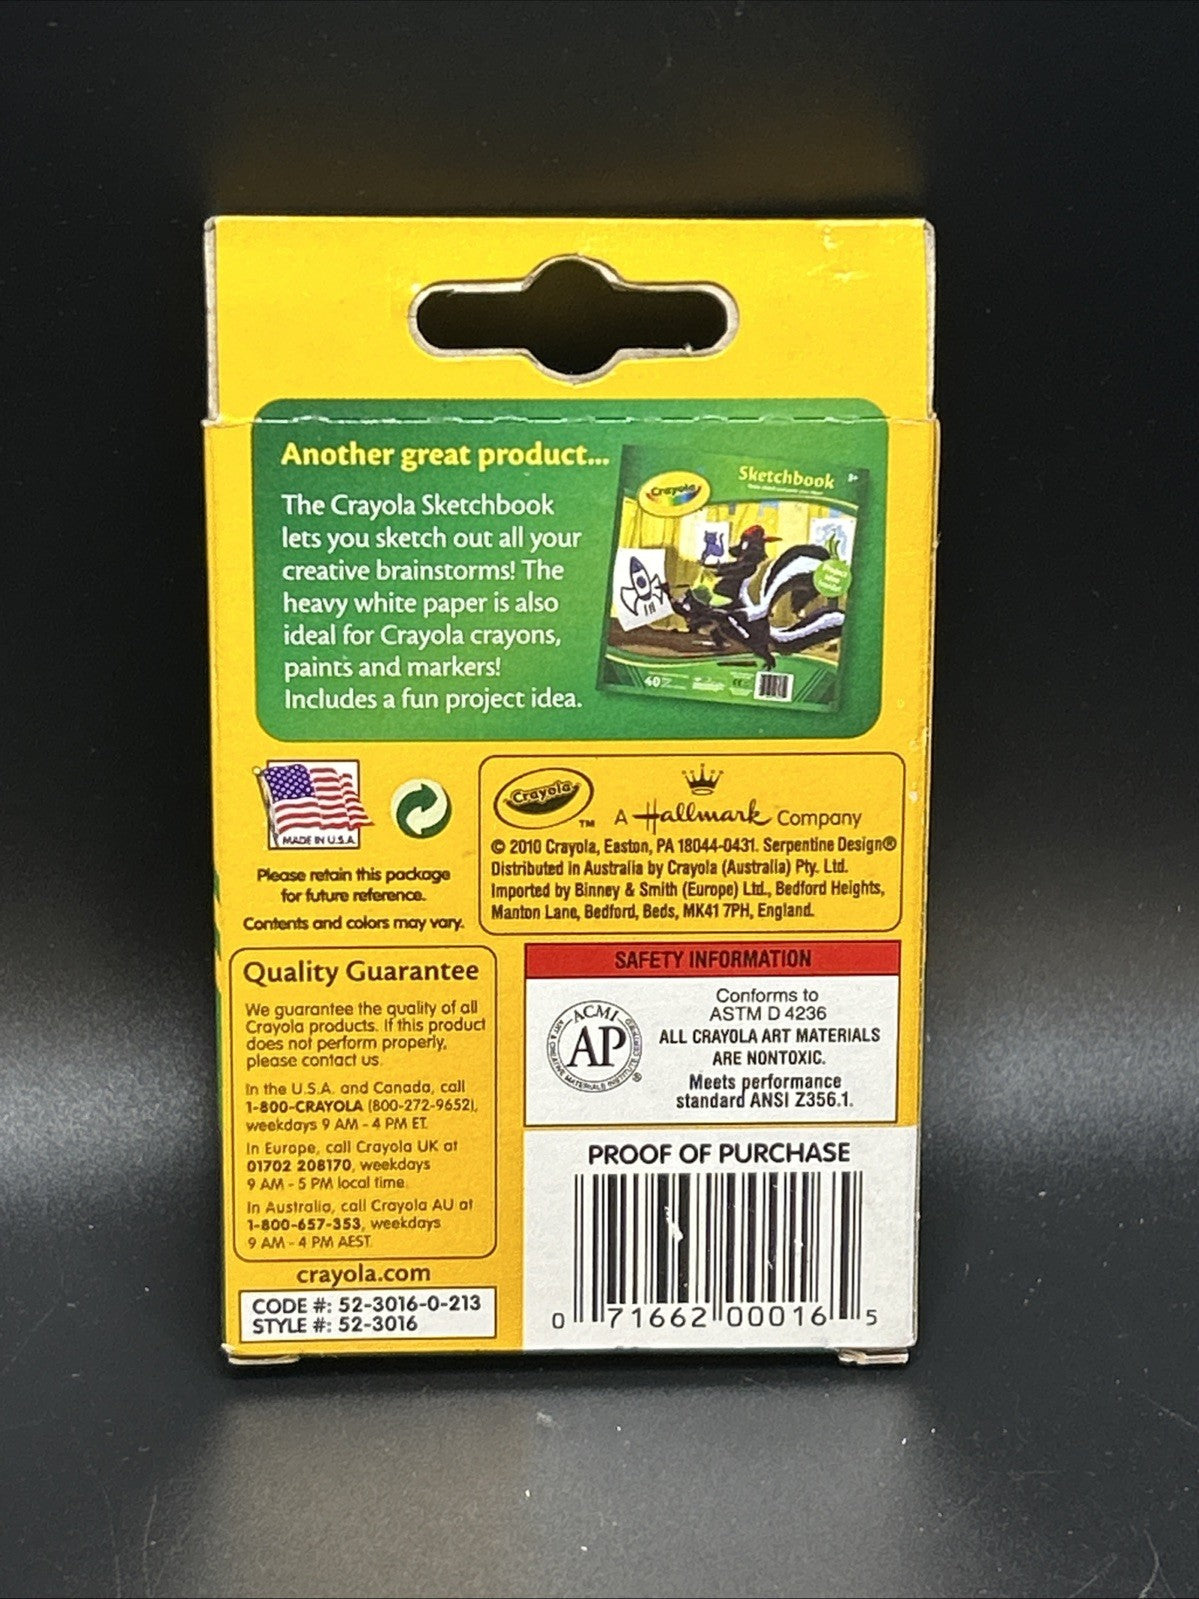 Another great product...
The Crayola Sketchbook
lets you sketch out all your
creative brainstorms! The
heavy white paper is also
ideal for Crayola crayons,
paints and markers!
Includes a fun project idea.
Crayola
Sketchbook
8+
40
MADE IN U.S.A.
Please retain this package
for future reference.
Contents and colors may vary.
Crayola™
A Hallmark Company
© 2010 Crayola, Easton, PA 18044-0431. Serpentine Design®
Distributed in Australia by Crayola (Australia) Pty. Ltd.
Imported by Binney & Smith (Europe) Ltd., Bedford Heights,
Manton Lane, Bedford, Beds, MK41 7PH, England.
Quality Guarantee
We guarantee the quality of all
Crayola products. If this product
does not perform properly,
please contact us.
In the U.S.A. and Canada, call
1-800-CRAYOLA (800-272-9652),
weekdays 9 AM - 4 PM ET.
In Europe, call Crayola UK at
01702 208170, weekdays
9 AM - 5 PM local time.
In Australia, call Crayola AU at
1-800-657-353, weekdays
9 AM - 4 PM AEST.
crayola.com
CODE #: 52-3016-0-213
STYLE #: 52-3016
SAFETY INFORMATION
ACMI
AP
ART & CREATIVE MATERIALS INSTITUTE CERTIFIED
®
Conforms to
ASTM D 4236
ALL CRAYOLA ART MATERIALS
ARE NONTOXIC.
Meets performance
standard ANSI Z356.1.
PROOF OF PURCHASE
0 71662 00016 5